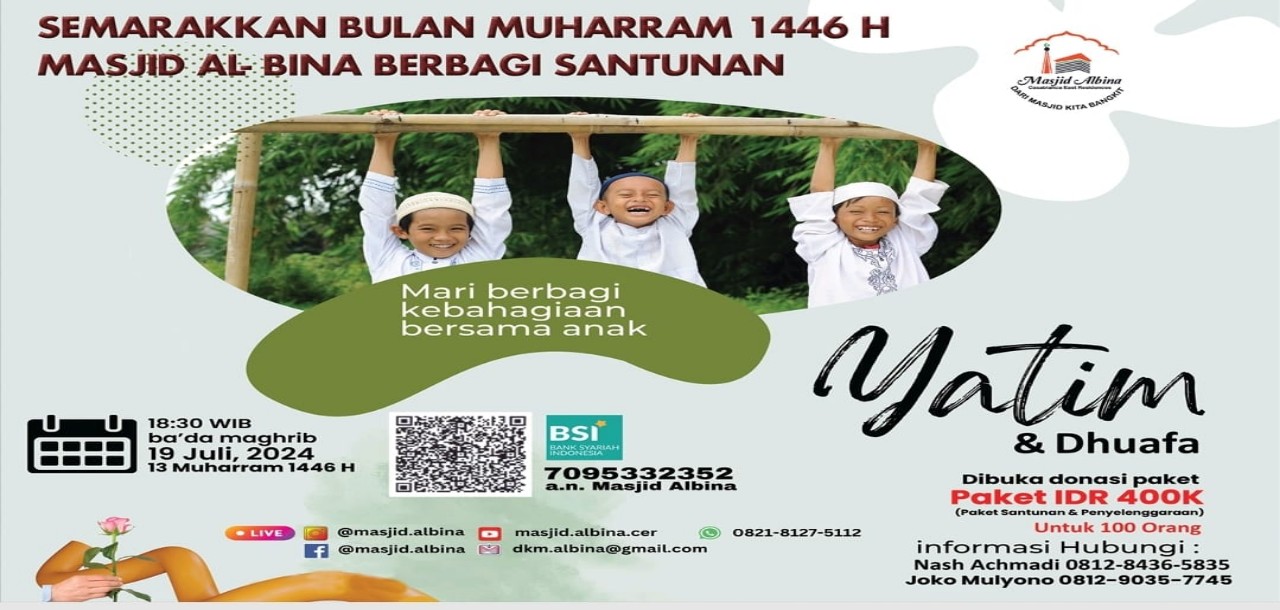 SEMARAKKAN BULAN MUHARRAM 1446 H
MASJID AL- BINA BERBAGI SANTUNAN
Masjid Albina
Casablanca East Residences
DARI MASJID KITA BANGKIT
Mari berbagi
kebahagiaan
bersama anak
Yatim
& Dhuafa
18:30 WIB
ba'da maghrib
19 Juli, 2024
13 Muharram 1446 H
BSI
BANK SYARIAH
INDONESIA
7095332352
a.n. Masjid Albina
Dibuka donasi paket
Paket IDR 400K
(Paket Santunan & Penyelenggaraan)
Untuk 100 Orang
informasi Hubungi :
Nash Achmadi 0812-8436-5835
Joko Mulyono 0812-9035-7745
LIVE @masjid.albina masjid.albina.cer 0821-8127-5112
@masjid.albina dkm.albina@gmail.com